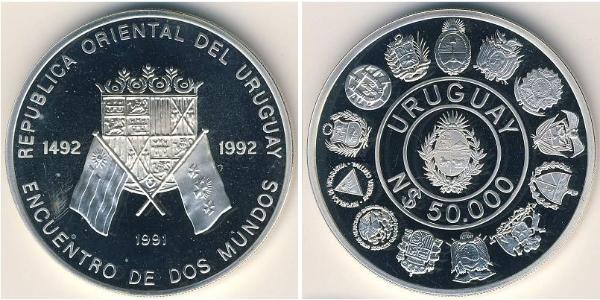 REPUBLICA ORIENTAL DEL URUGUAY
1492 1992
1991
ENCUENTRO DE DOS MUNDOS
URUGUAY
N$ 50.000